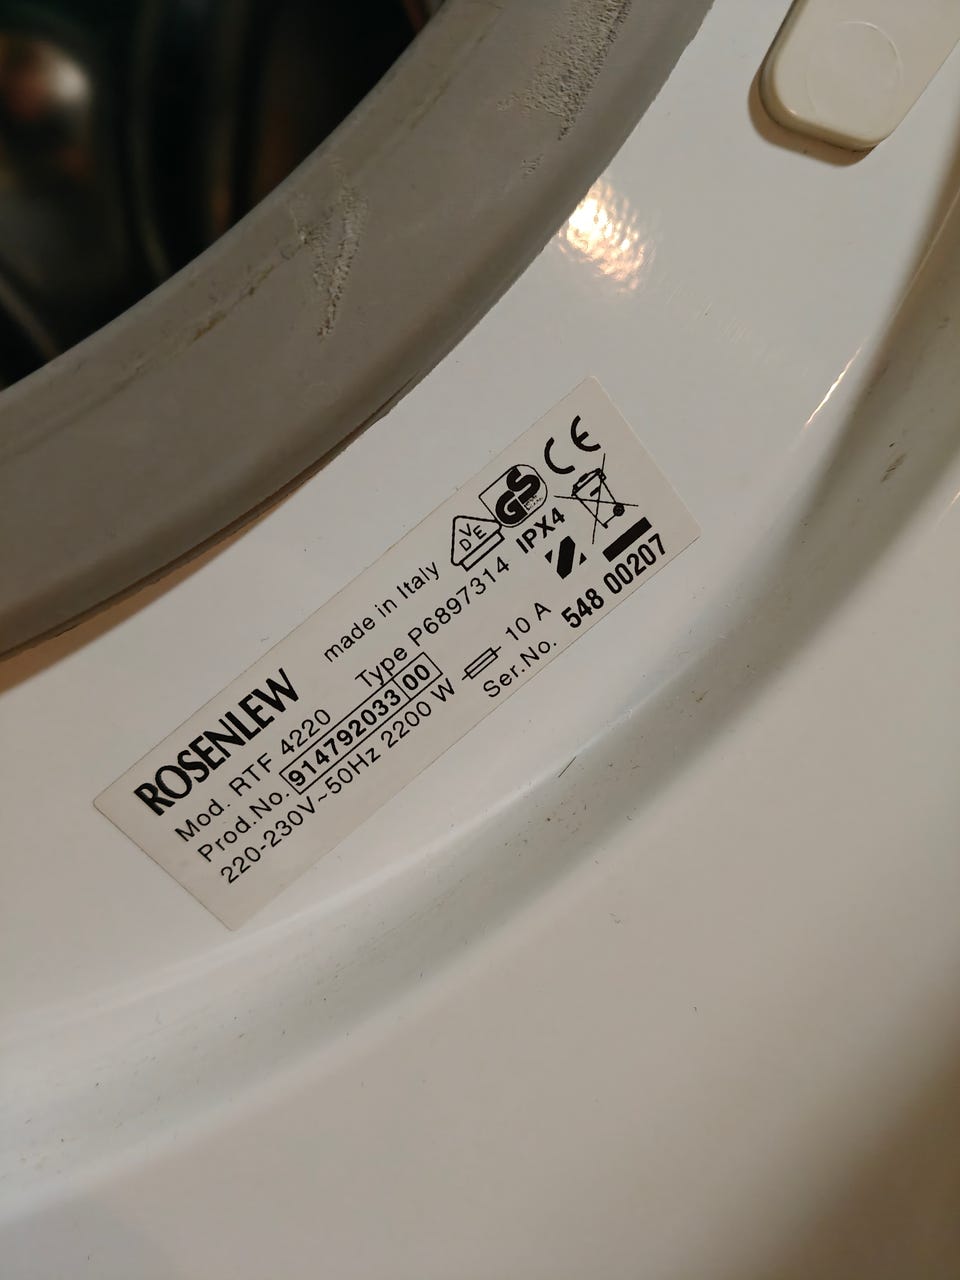 ROSENLEW
made in Italy
VDE
GS
CE
Mod. RTF 4220
Type P6897314
IPX4
Prod.No. 914792033 00
220-230V~50Hz 2200 W
10 A
Ser.No. 548 00207